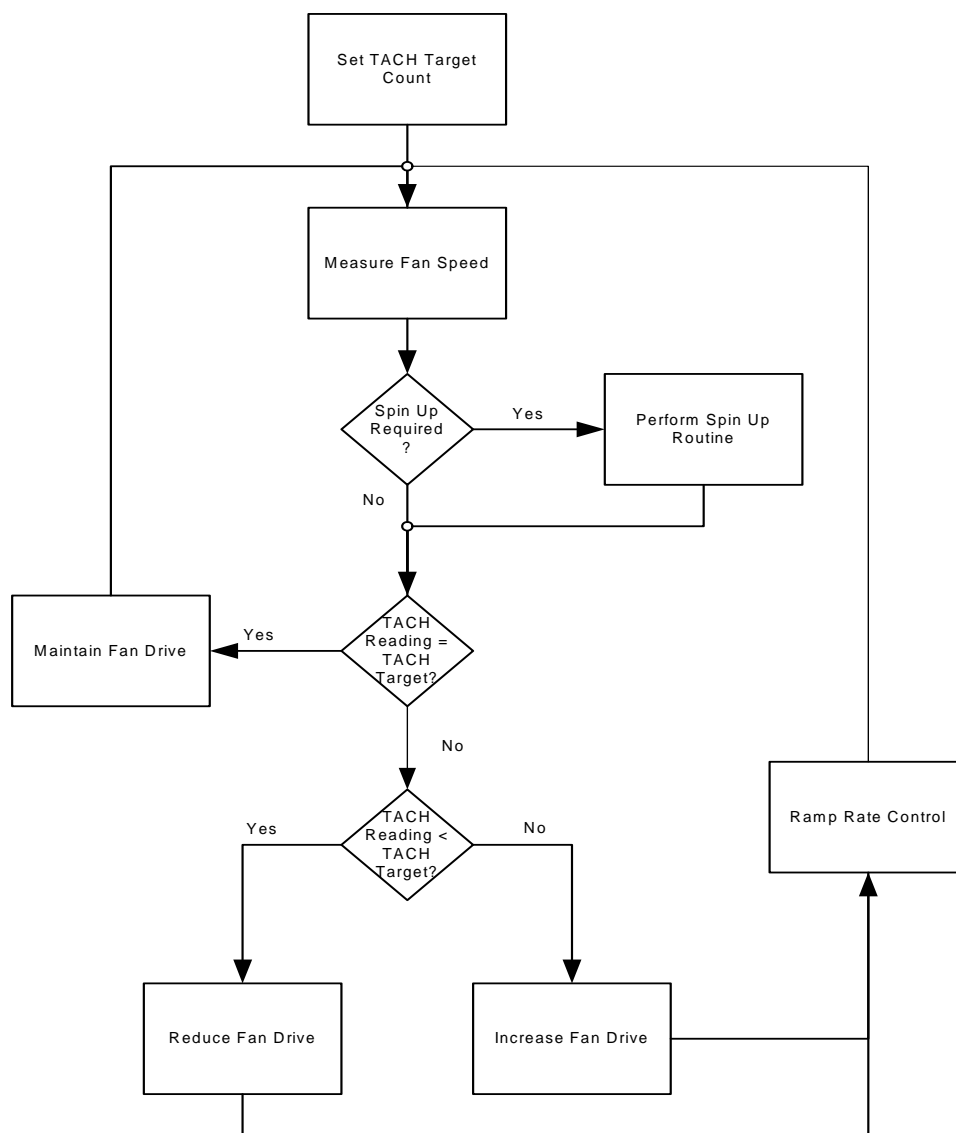 Set TACH Target
Count
Measure Fan Speed
Spin Up
Required
?
Yes
Perform Spin Up
Routine
No
TACH
Reading =
TACH
Target?
Yes
Maintain Fan Drive
No
TACH
Reading <
TACH
Target?
Yes
No
Ramp Rate Control
Reduce Fan Drive
Increase Fan Drive